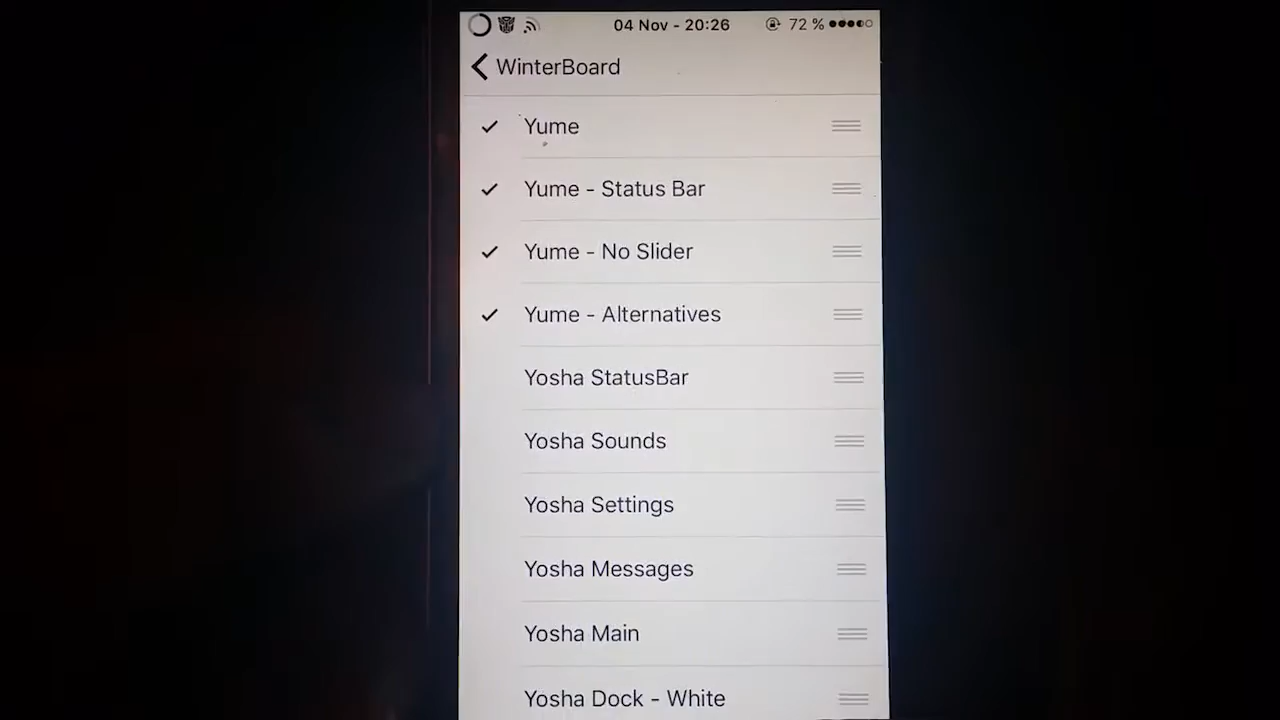 04 Nov - 20:26 72 %
WinterBoard
Yume
Yume - Status Bar
Yume - No Slider
Yume - Alternatives
Yosha StatusBar
Yosha Sounds
Yosha Settings
Yosha Messages
Yosha Main
Yosha Dock - White